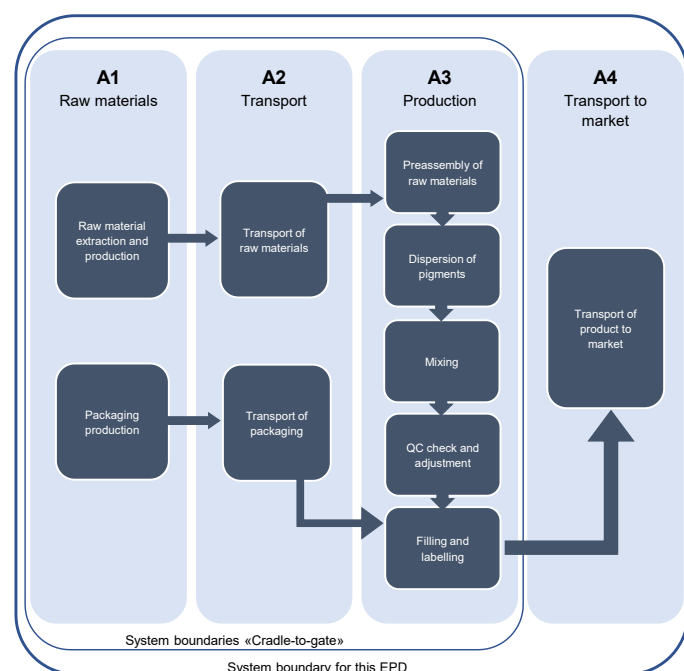 A1
Raw materials
A2
Transport
A3
Production
A4
Transport to
market
Raw material
extraction and
production
Packaging
production
Transport of
raw materials
Transport of
packaging
Preassembly of
raw materials
Dispersion of
pigments
Mixing
QC check and
adjustment
Filling and
labelling
Transport of
product to
market
System boundaries «Cradle-to-gate»
System boundary for this EPD